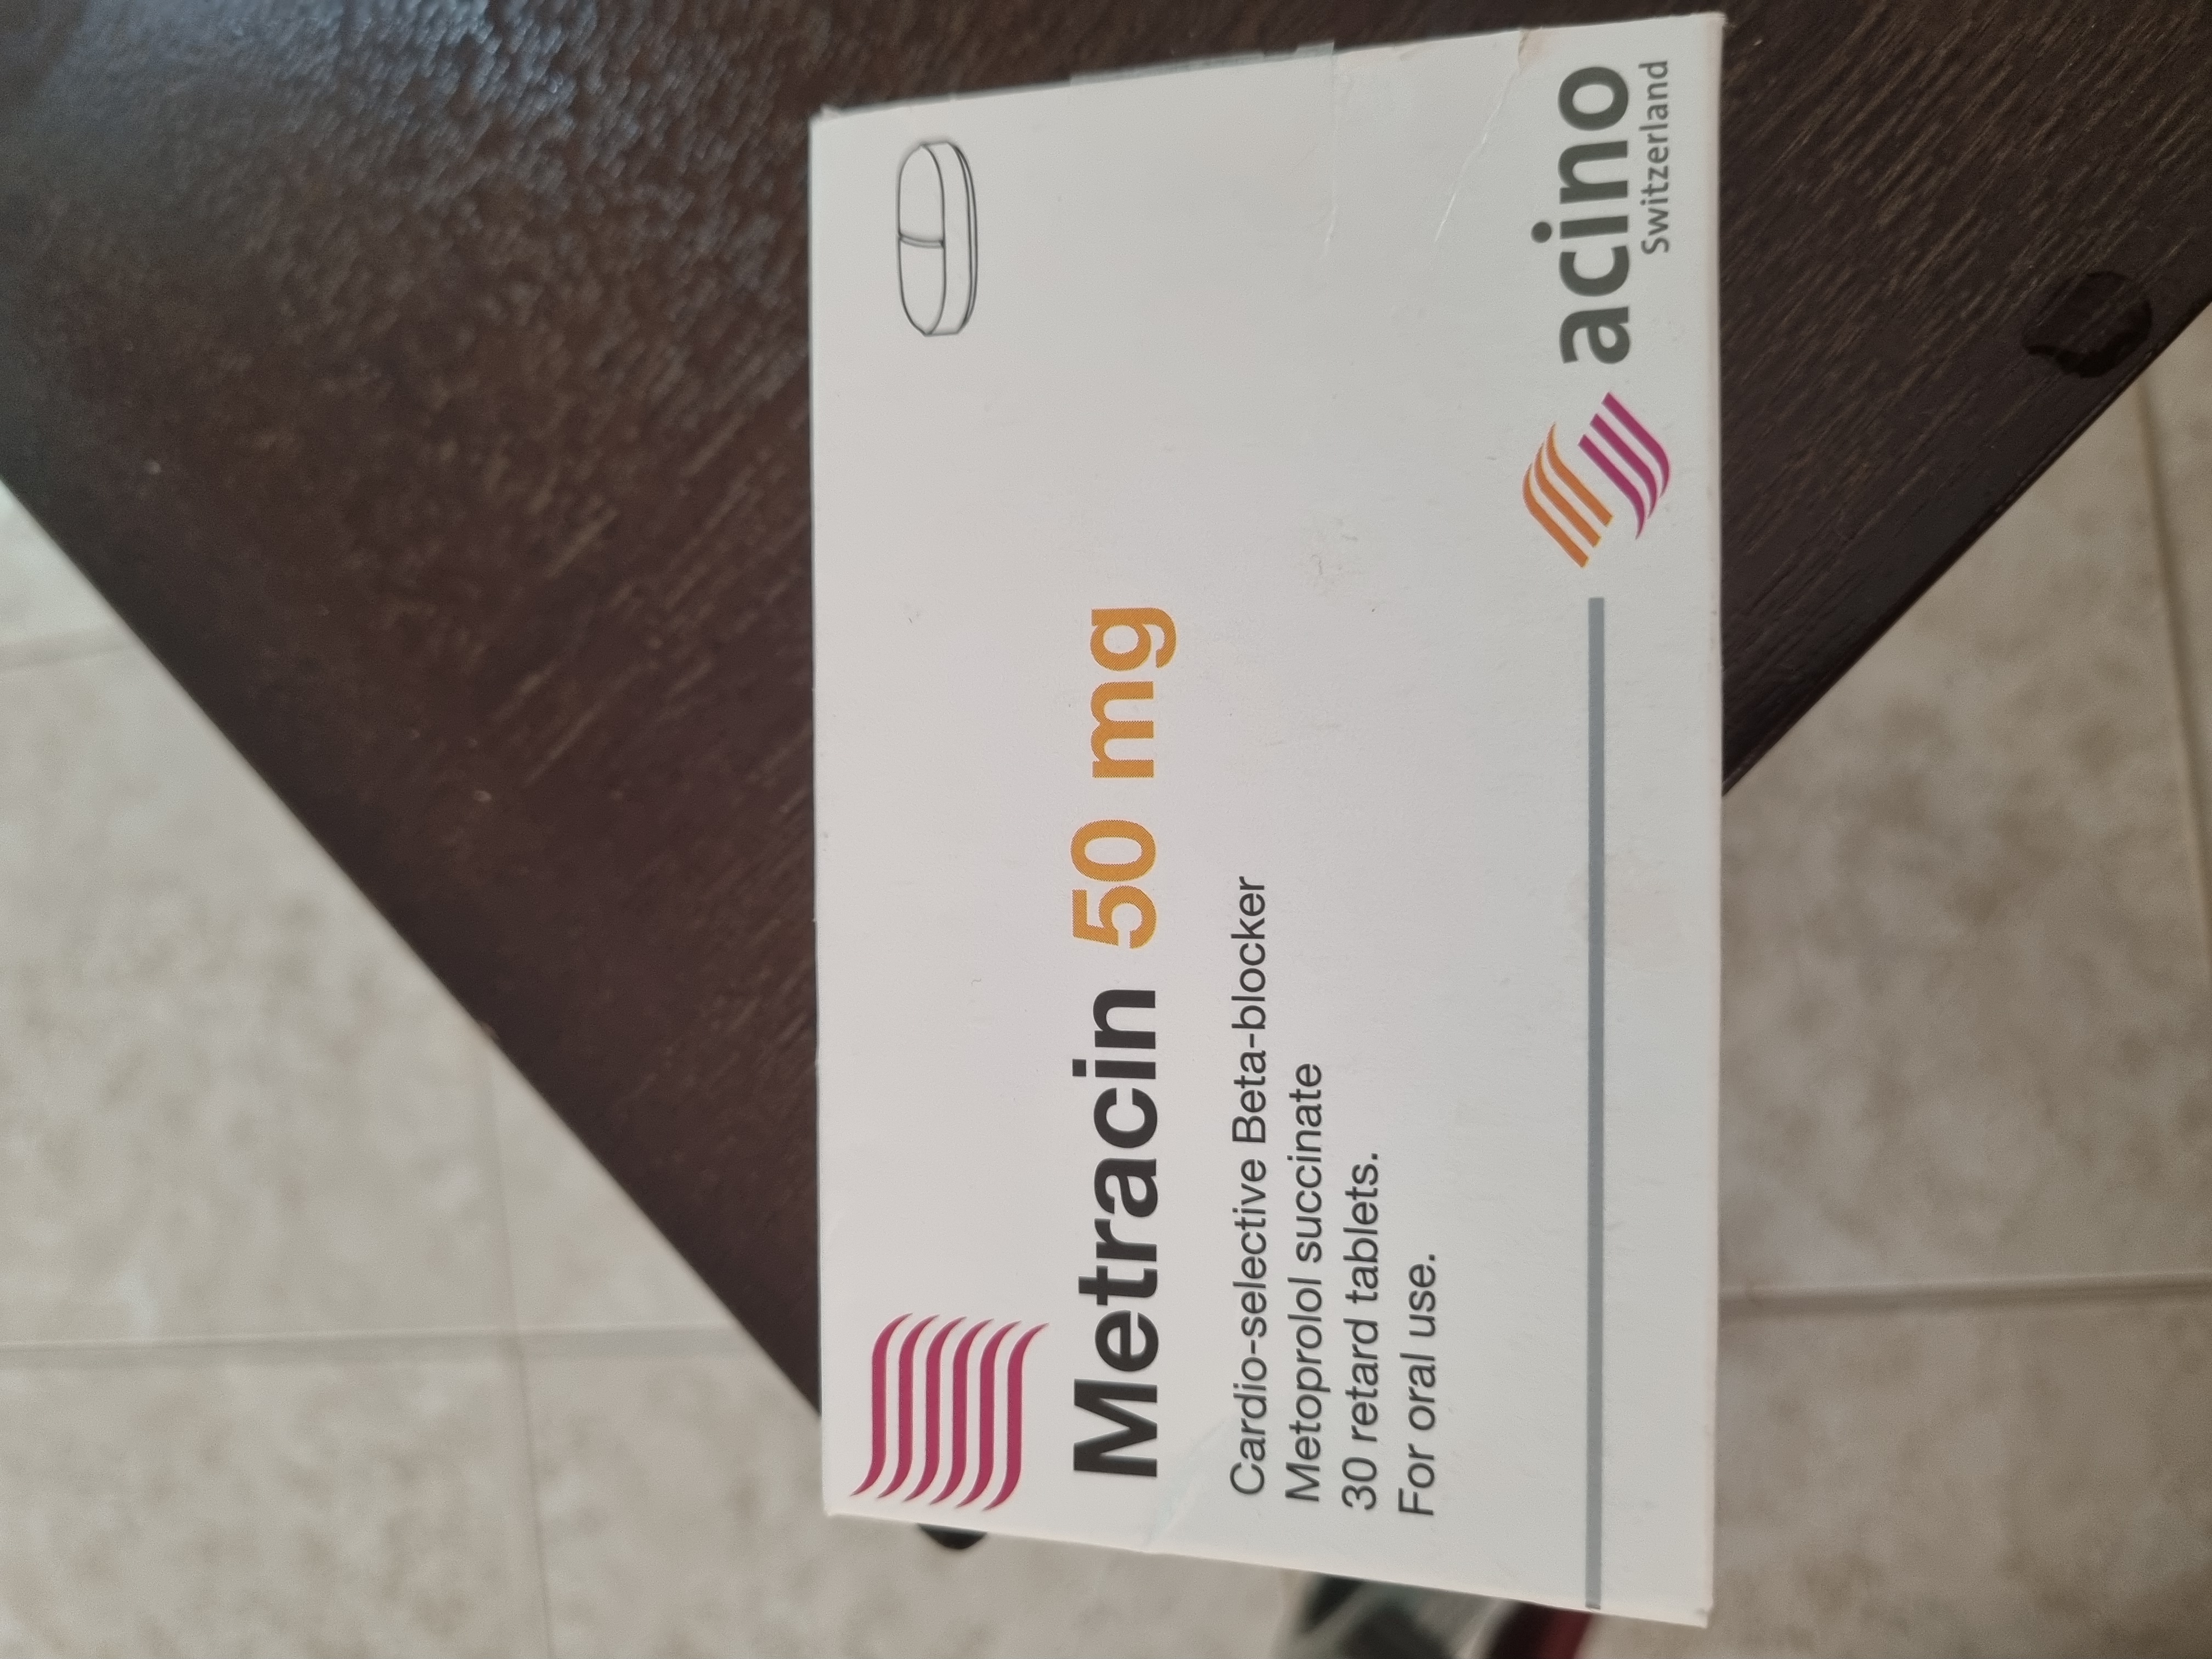 Metracin 50 mg
Cardio-selective Beta-blocker
Metoprolol succinate
30 retard tablets.
For oral use.
acino
Switzerland